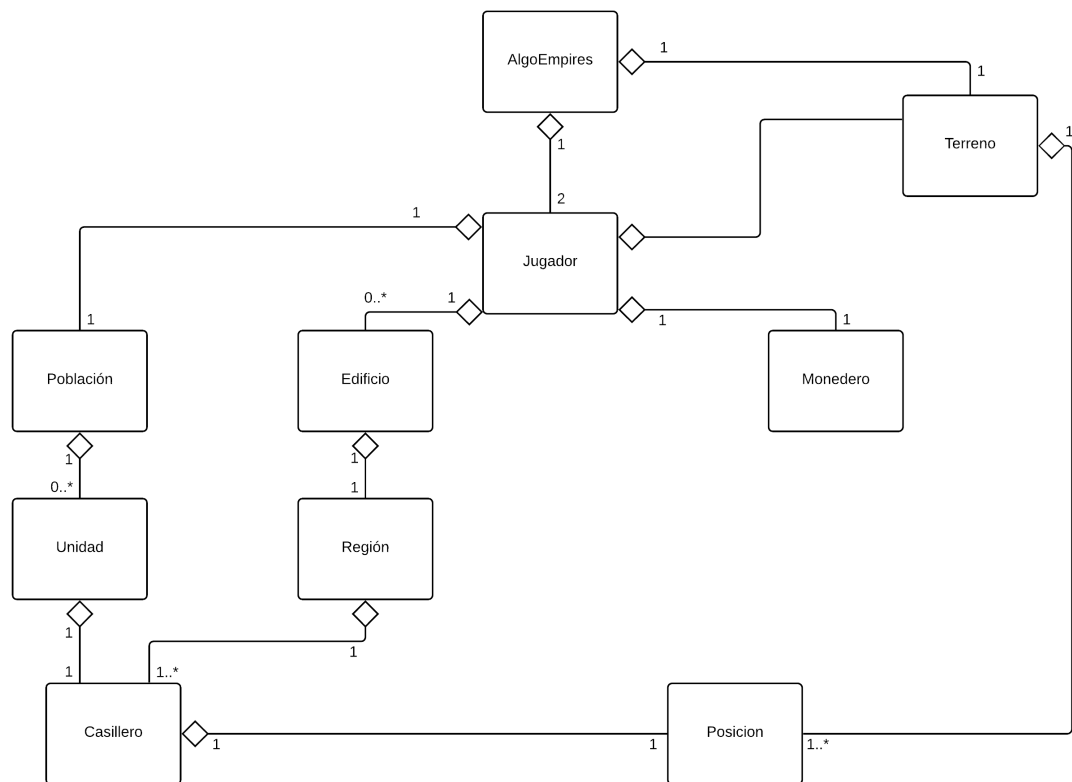 AlgoEmpires
1
1
1
Terreno
1
2
1
Jugador
0..*
1
1
1
1
Población
Edificio
Monedero
1
1
0..*
1
Unidad
Región
1
1
1
1..*
Casillero
Posicion
1
1
1..*